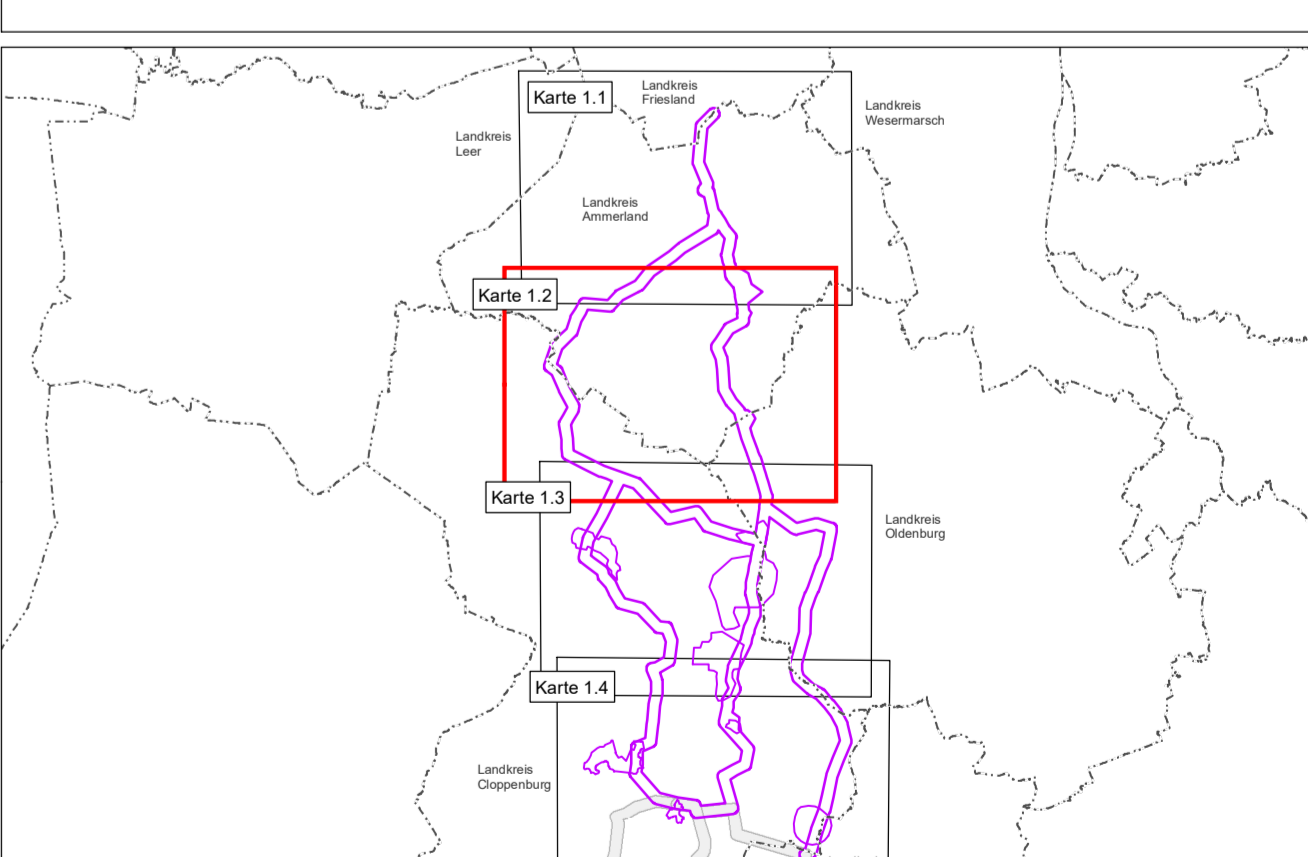 Karte 1.1
Landkreis
Friesland
Landkreis
Wesermarsch
Landkreis
Leer
Landkreis
Ammerland
Karte 1.2
Karte 1.3
Landkreis
Oldenburg
Karte 1.4
Landkreis
Cloppenburg